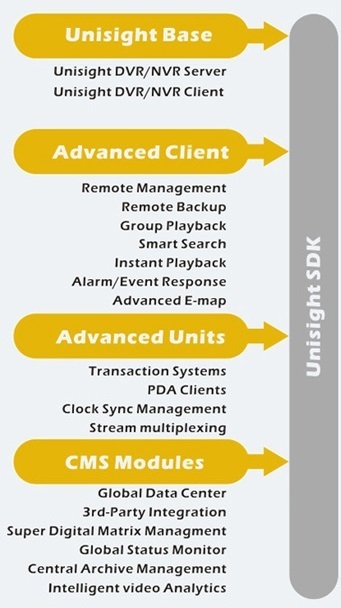 Unisight Base
Unisight DVR/NVR Server
Unisight DVR/NVR Client
Advanced Client
Remote Management
Remote Backup
Group Playback
Smart Search
Instant Playback
Alarm/Event Response
Advanced E-map
Advanced Units
Transaction Systems
PDA Clients
Clock Sync Management
Stream multiplexing
CMS Modules
Global Data Center
3rd-Party Integration
Super Digital Matrix Managment
Global Status Monitor
Central Archive Management
Intelligent video Analytics
Unisight SDK